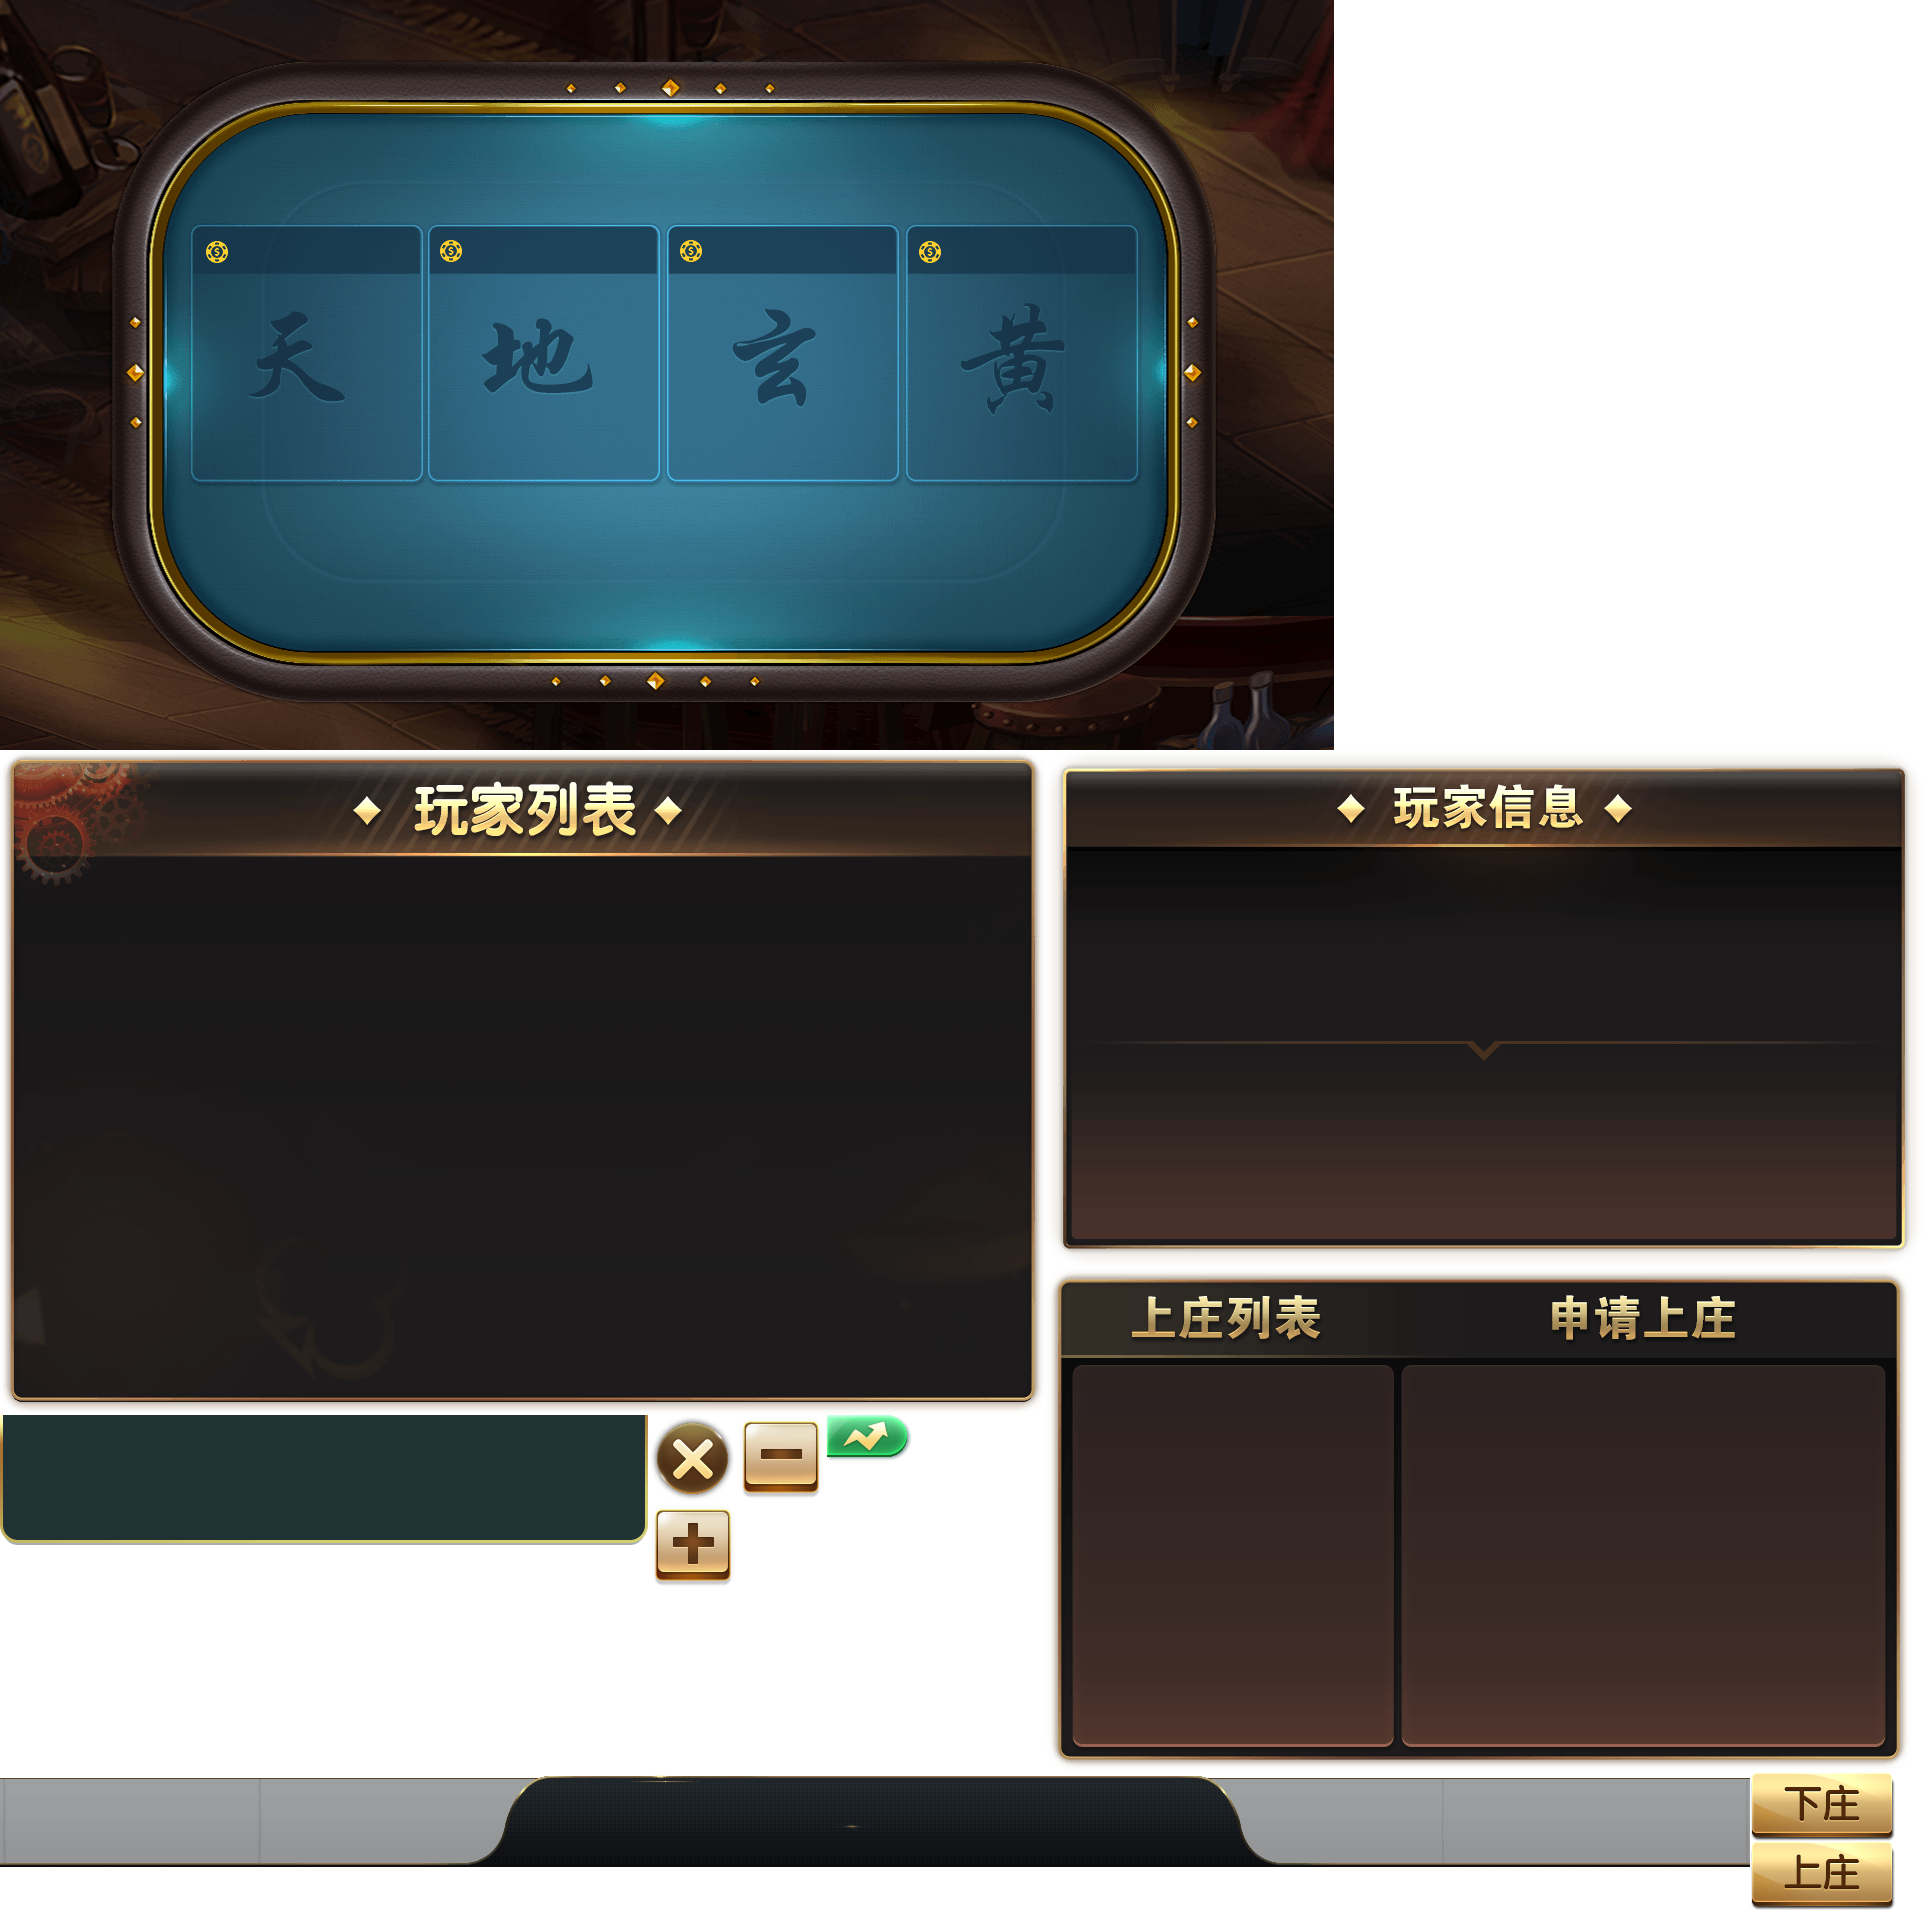 天 地 玄 黄
玩家列表
玩家信息
上庄列表 申请上庄
下庄
上庄